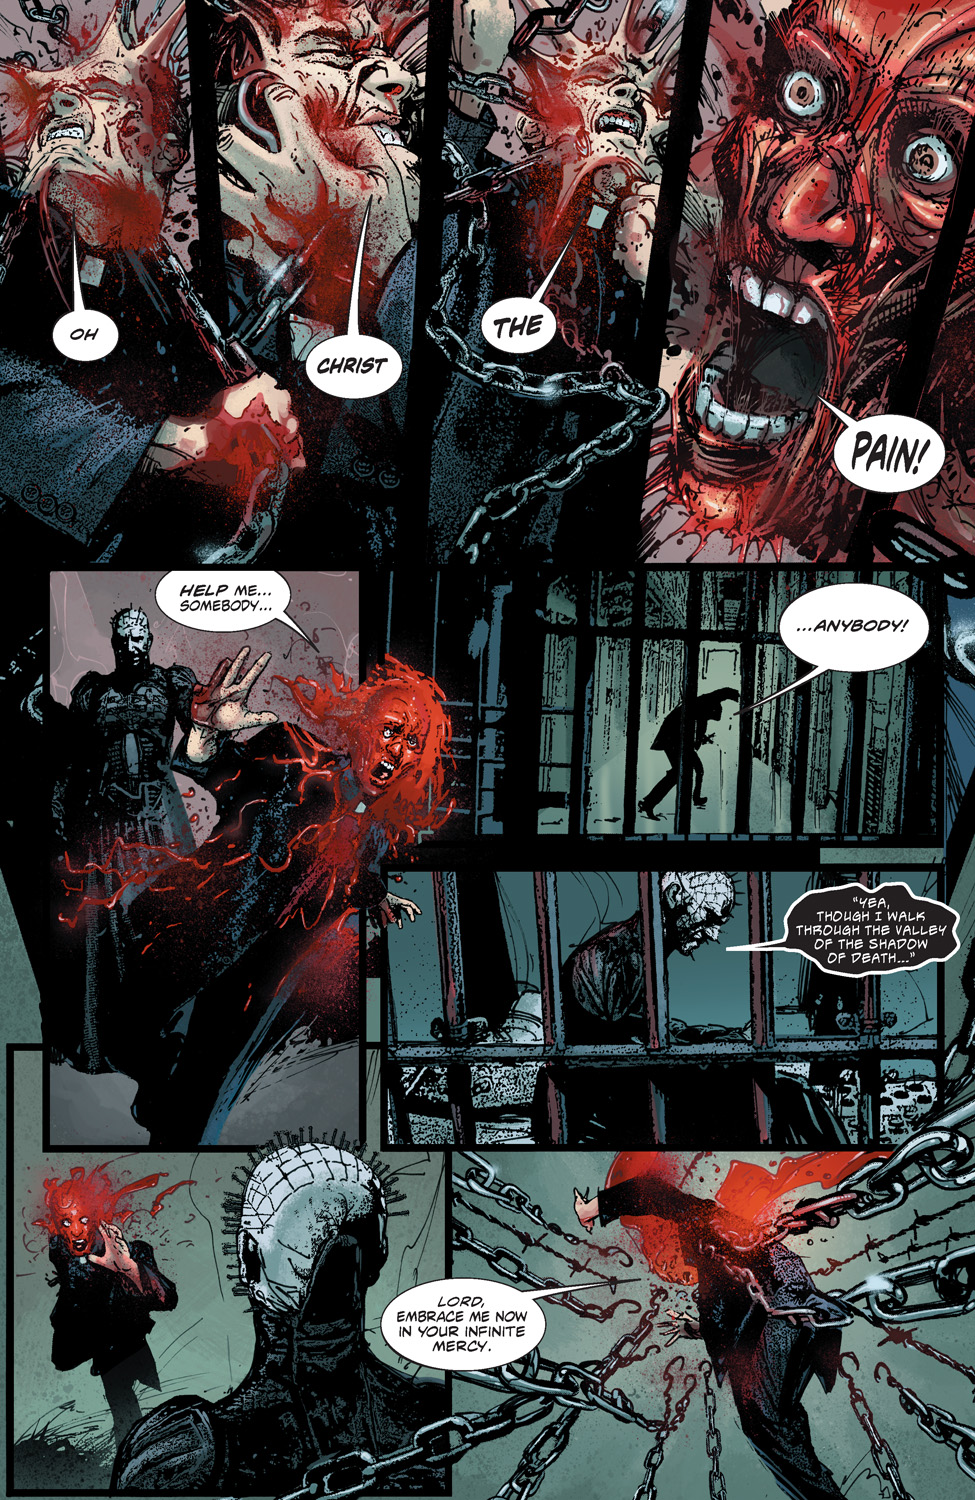 OH
CHRIST
THE
PAIN!
HELP ME...
SOMEBODY...
...ANYBODY!
"YEA,
THOUGH I WALK
THROUGH THE VALLEY
OF THE SHADOW
OF DEATH..."
LORD,
EMBRACE ME NOW
IN YOUR INFINITE
MERCY.